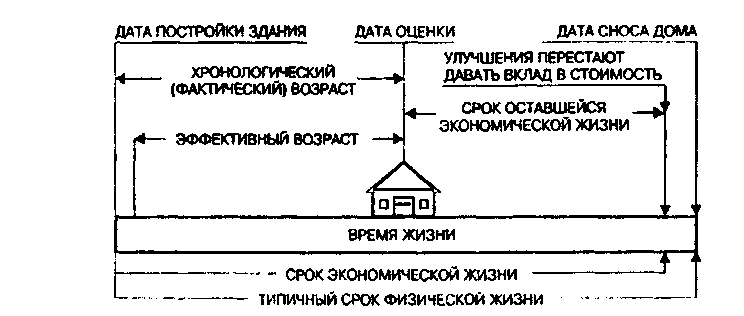 ДАТА ПОСТРОЙКИ ЗДАНИЯ
ДАТА ОЦЕНКИ
ДАТА СНОСА ДОМА
ХРОНОЛОГИЧЕСКИЙ
(ФАКТИЧЕСКИЙ) ВОЗРАСТ
УЛУЧШЕНИЯ ПЕРЕСТАЮТ
ДАВАТЬ ВКЛАД В СТОИМОСТЬ
СРОК ОСТАВШЕЙСЯ
ЭКОНОМИЧЕСКОЙ ЖИЗНИ
ЭФФЕКТИВНЫЙ ВОЗРАСТ
ВРЕМЯ ЖИЗНИ
СРОК ЭКОНОМИЧЕСКОЙ ЖИЗНИ
ТИПИЧНЫЙ СРОК ФИЗИЧЕСКОЙ ЖИЗНИ